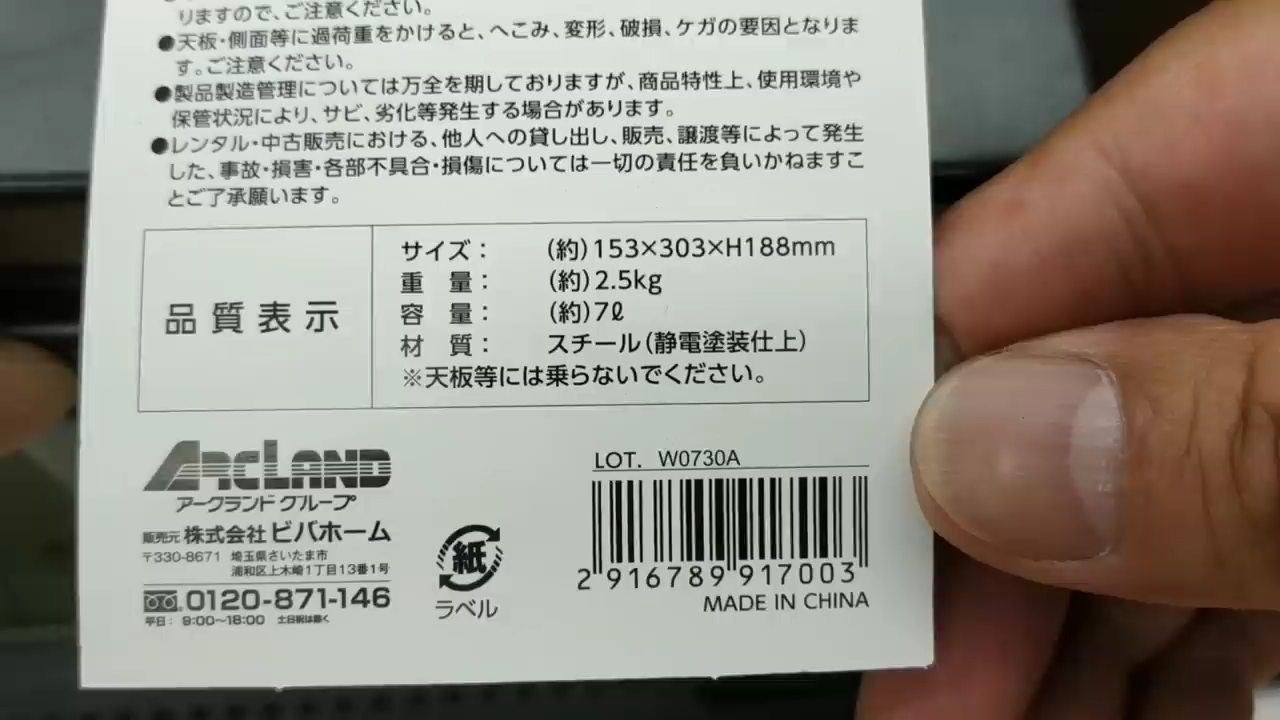 りますので、ご注意ください。
●天板・側面等に過荷重をかけると、へこみ、変形、破損、ケガの要因となりま
す。ご注意ください。
●製品製造管理については万全を期しておりますが、商品特性上、使用環境や
保管状況により、サビ、劣化等発生する場合があります。
●レンタル・中古販売における、他人への貸し出し、販売、譲渡等によって発生
した、事故・損害・各部不具合・損傷については一切の責任を負いかねますこ
とご了承願います。
品質表示
サイズ： (約)153×303×H188mm
重 量： (約)2.5kg
容 量： (約)7ℓ
材 質： スチール(静電塗装仕上)
※天板等には乗らないでください。
ARCLAND
アークランドグループ
販売元 株式会社ビバホーム
〒330-8671 埼玉県さいたま市
浦和区上木崎1丁目13番1号
0120-871-146
平日：9:00〜18:00 土日祝は除く
紙
ラベル
LOT. W0730A
2 916789 917003
MADE IN CHINA